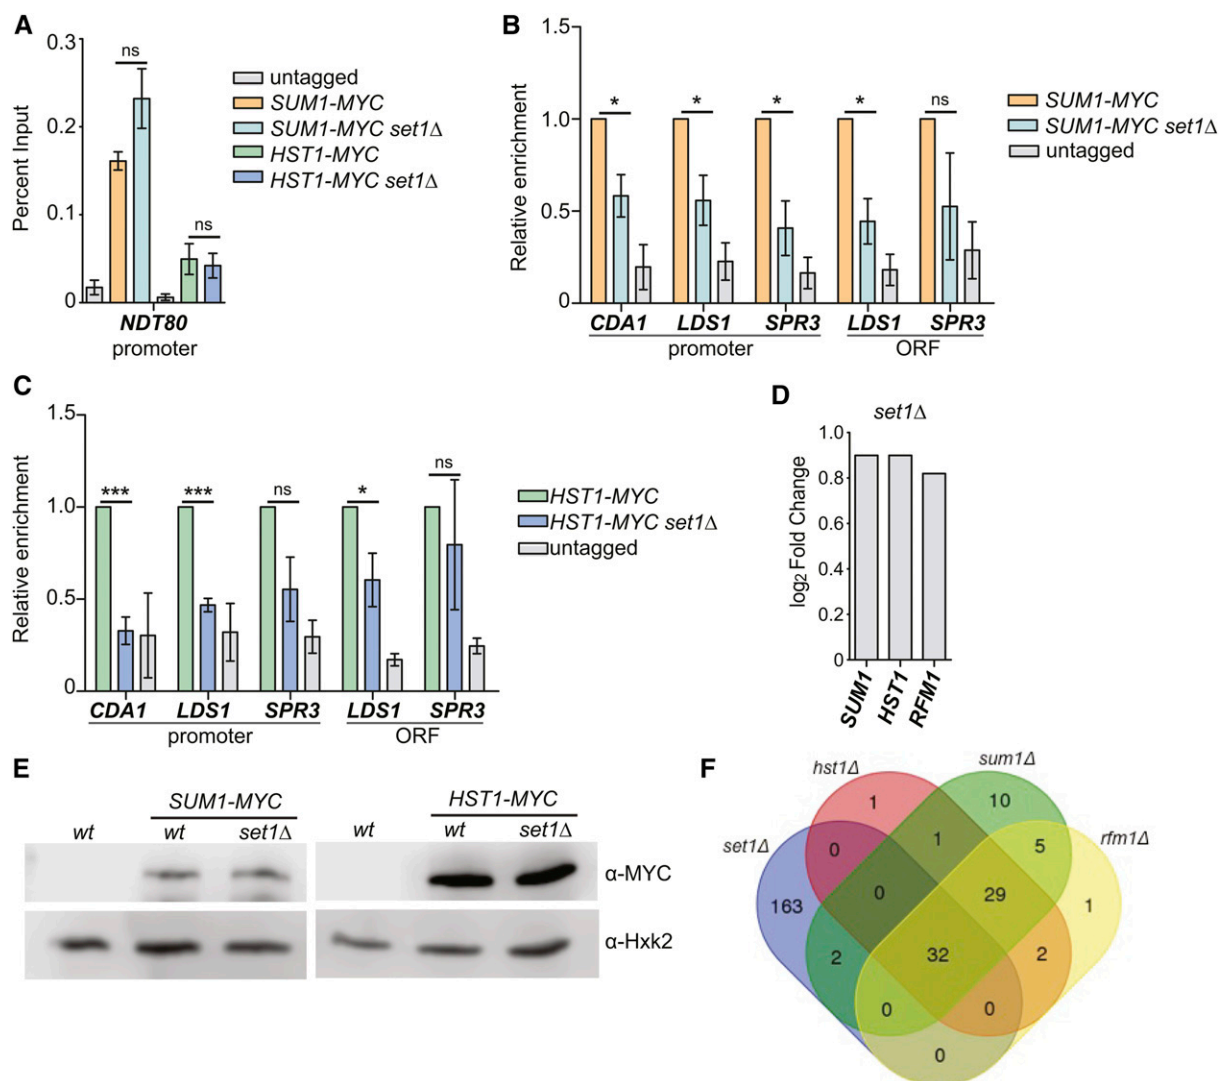 A
0.3
0.2
0.1
0
Percent Input
ns
ns
NDT80
promoter
untagged
SUM1-MYC
SUM1-MYC set1Δ
HST1-MYC
HST1-MYC set1Δ
B
1.5
1.0
0.5
0
Relative enrichment
* * * * ns
CDA1 LDS1 SPR3 LDS1 SPR3
promoter ORF
SUM1-MYC
SUM1-MYC set1Δ
untagged
C
1.5
1.0
0.5
0
Relative enrichment
*** *** ns * ns
CDA1 LDS1 SPR3 LDS1 SPR3
promoter ORF
HST1-MYC
HST1-MYC set1Δ
untagged
D
set1Δ
1.0
0.8
0.6
0.4
0.2
0
log2 Fold Change
SUM1 HST1 RFM1
E
SUM1-MYC HST1-MYC
wt wt set1Δ wt wt set1Δ
α-MYC
α-Hxk2
F
hst1Δ sum1Δ
set1Δ rfm1Δ
1 10
0 1 5
163 0 29 1
2 32 2
0 0
0